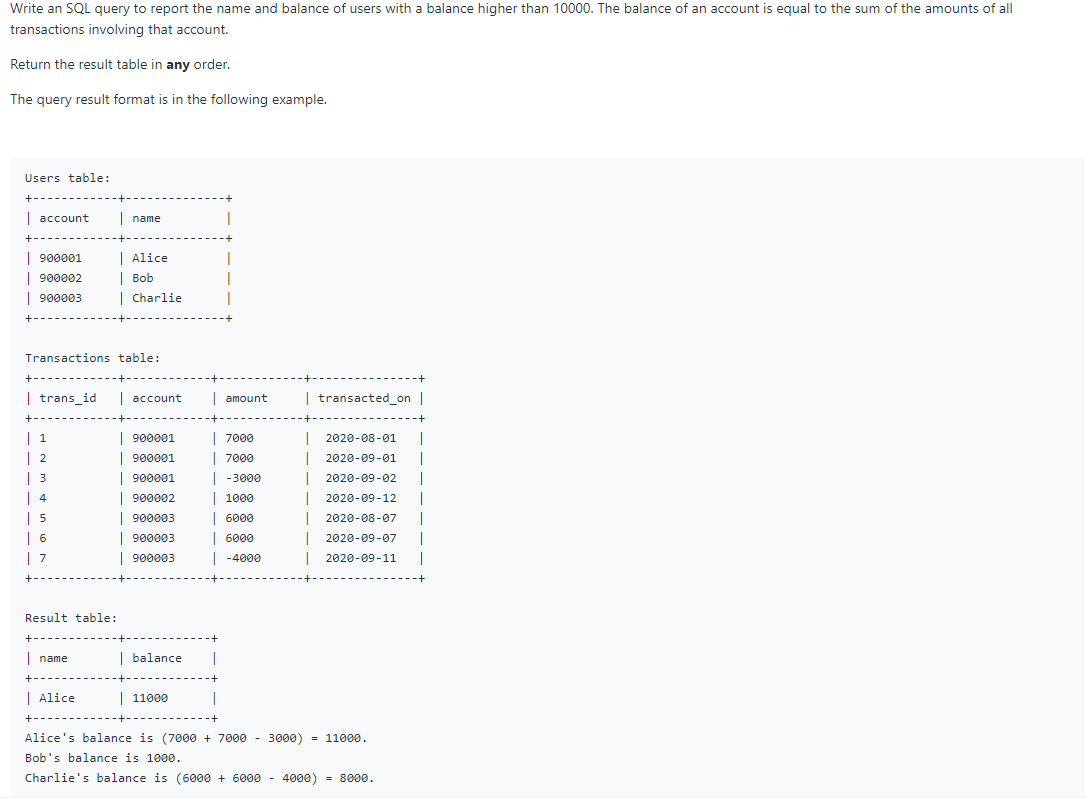 Write an SQL query to report the name and balance of users with a balance higher than 10000. The balance of an account is equal to the sum of the amounts of all
transactions involving that account.
Return the result table in any order.
The query result format is in the following example.
Users table:
+------------+--------------+
| account    | name         |
+------------+--------------+
| 900001     | Alice        |
| 900002     | Bob          |
| 900003     | Charlie      |
+------------+--------------+
Transactions table:
+------------+------------+------------+---------------+
| trans_id   | account    | amount     | transacted_on |
+------------+------------+------------+---------------+
| 1          | 900001     | 7000       |  2020-08-01   |
| 2          | 900001     | 7000       |  2020-09-01   |
| 3          | 900001     | -3000      |  2020-09-02   |
| 4          | 900002     | 1000       |  2020-09-12   |
| 5          | 900003     | 6000       |  2020-08-07   |
| 6          | 900003     | 6000       |  2020-09-07   |
| 7          | 900003     | -4000      |  2020-09-11   |
+------------+------------+------------+---------------+
Result table:
+------------+------------+
| name       | balance    |
+------------+------------+
| Alice      | 11000      |
+------------+------------+
Alice's balance is (7000 + 7000 - 3000) = 11000.
Bob's balance is 1000.
Charlie's balance is (6000 + 6000 - 4000) = 8000.